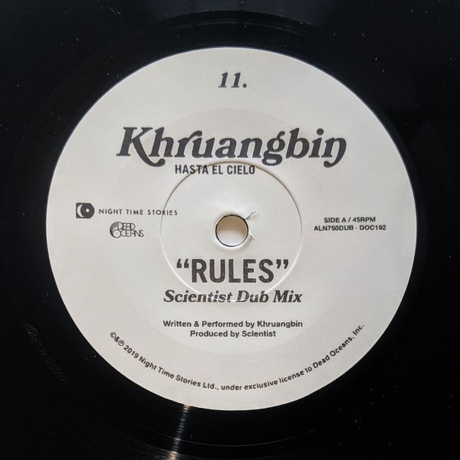 11.
Khruangbin
HASTA EL CIELO
NIGHT TIME STORIES
DEAD
OCEANS
SIDE A / 45RPM
ALN750DUB · DOC192
“RULES”
Scientist Dub Mix
Written & Performed by Khruangbin
Produced by Scientist
©& ℗ 2019 Night Time Stories Ltd., under exclusive license to Dead Oceans, Inc.